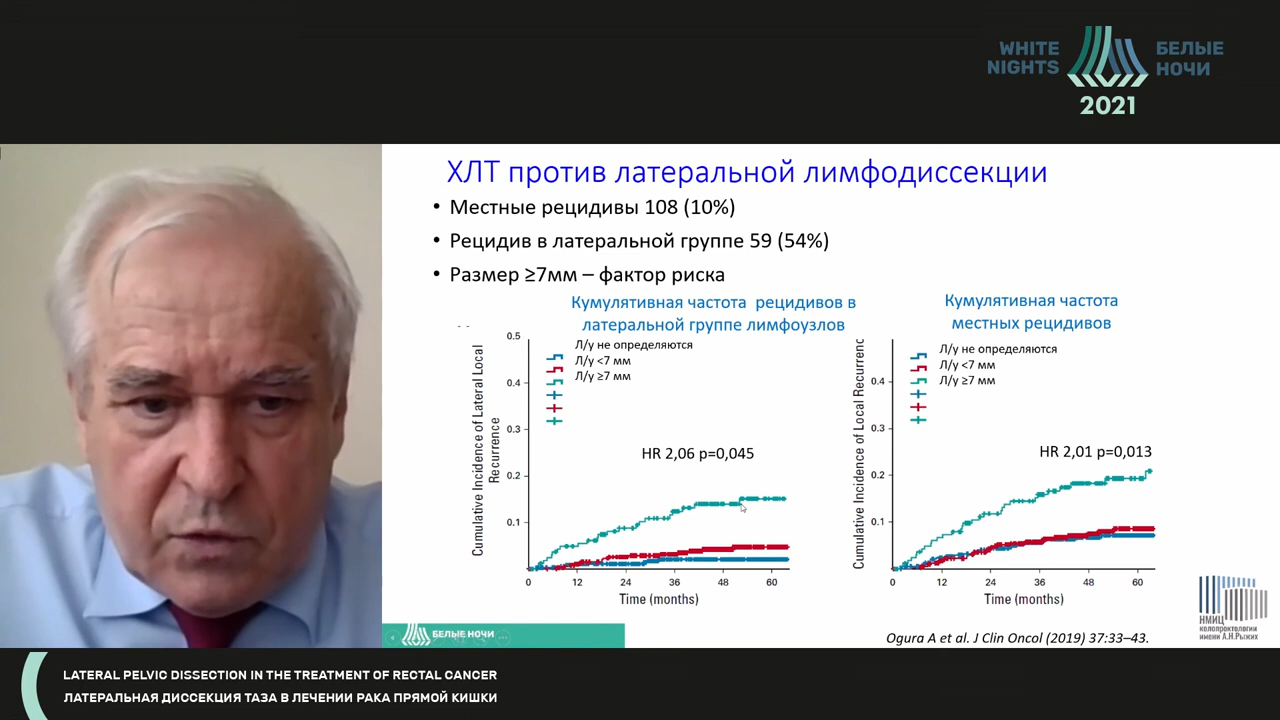 WHITE
NIGHTS
БЕЛЫЕ
НОЧИ
2021
ХЛТ против латеральной лимфодиссекции
• Местные рецидивы 108 (10%)
• Рецидив в латеральной группе 59 (54%)
• Размер ≥7мм – фактор риска
Кумулятивная частота рецидивов в
латеральной группе лимфоузлов
0.5
0.4
0.3
0.2
0.1
Cumulative Incidence of Lateral Local
Recurrence
Л/у не определяются
Л/у <7 мм
Л/у ≥7 мм
HR 2,06 p=0,045
0 12 24 36 48 60
Time (months)
Кумулятивная частота
местных рецидивов
0.4
0.3
0.2
0.1
Cumulative Incidence of Local Recurrenc
Л/у не определяются
Л/у <7 мм
Л/у ≥7 мм
HR 2,01 p=0,013
0 12 24 36 48 60
Time (months)
БЕЛЫЕ НОЧИ
Ogura A et al. J Clin Oncol (2019) 37:33–43.
НМИЦ
колопроктологии
имени А.Н.Рыжих
LATERAL PELVIC DISSECTION IN THE TREATMENT OF RECTAL CANCER
ЛАТЕРАЛЬНАЯ ДИССЕКЦИЯ ТАЗА В ЛЕЧЕНИИ РАКА ПРЯМОЙ КИШКИ